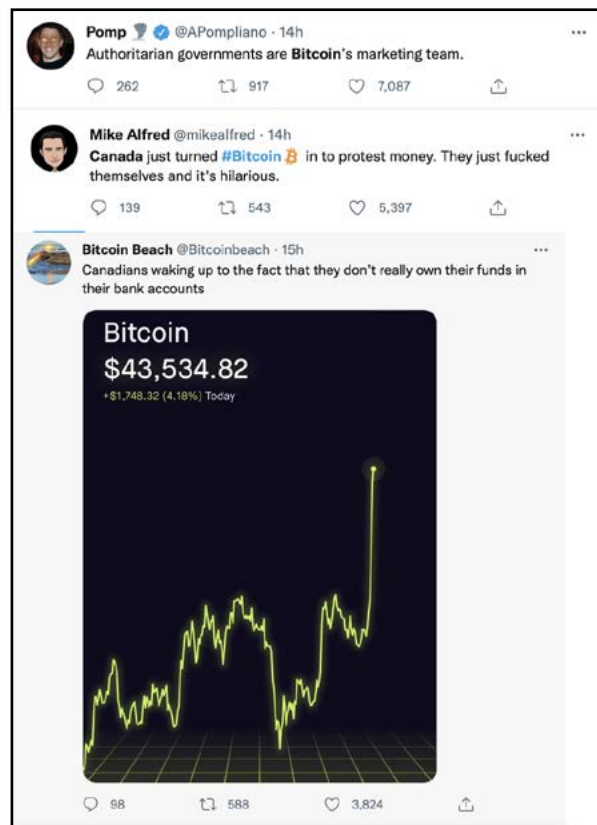 Pomp @APompliano · 14h
Authoritarian governments are Bitcoin's marketing team.
262 917 7,087
Mike Alfred @mikealfred · 14h
Canada just turned #Bitcoin in to protest money. They just fucked
themselves and it's hilarious.
139 543 5,397
Bitcoin Beach @Bitcoinbeach · 15h
Canadians waking up to the fact that they don't really own their funds in
their bank accounts
Bitcoin
$43,534.82
+$1,748.32 (4.18%) Today
98 588 3,824